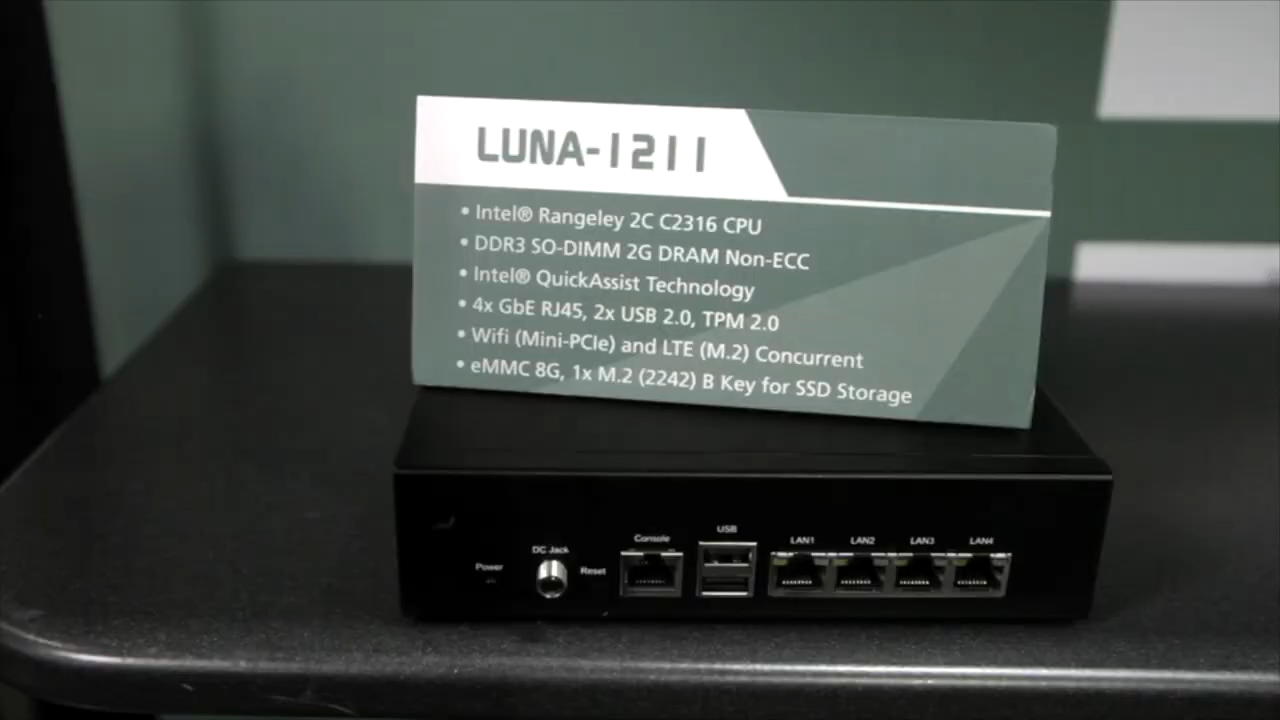 LUNA-1211
• Intel® Rangeley 2C C2316 CPU
• DDR3 SO-DIMM 2G DRAM Non-ECC
• Intel® QuickAssist Technology
• 4x GbE RJ45, 2x USB 2.0, TPM 2.0
• Wifi (Mini-PCIe) and LTE (M.2) Concurrent
• eMMC 8G, 1x M.2 (2242) B Key for SSD Storage
Power
DC Jack
Reset
Console
USB
LAN1
LAN2
LAN3
LAN4